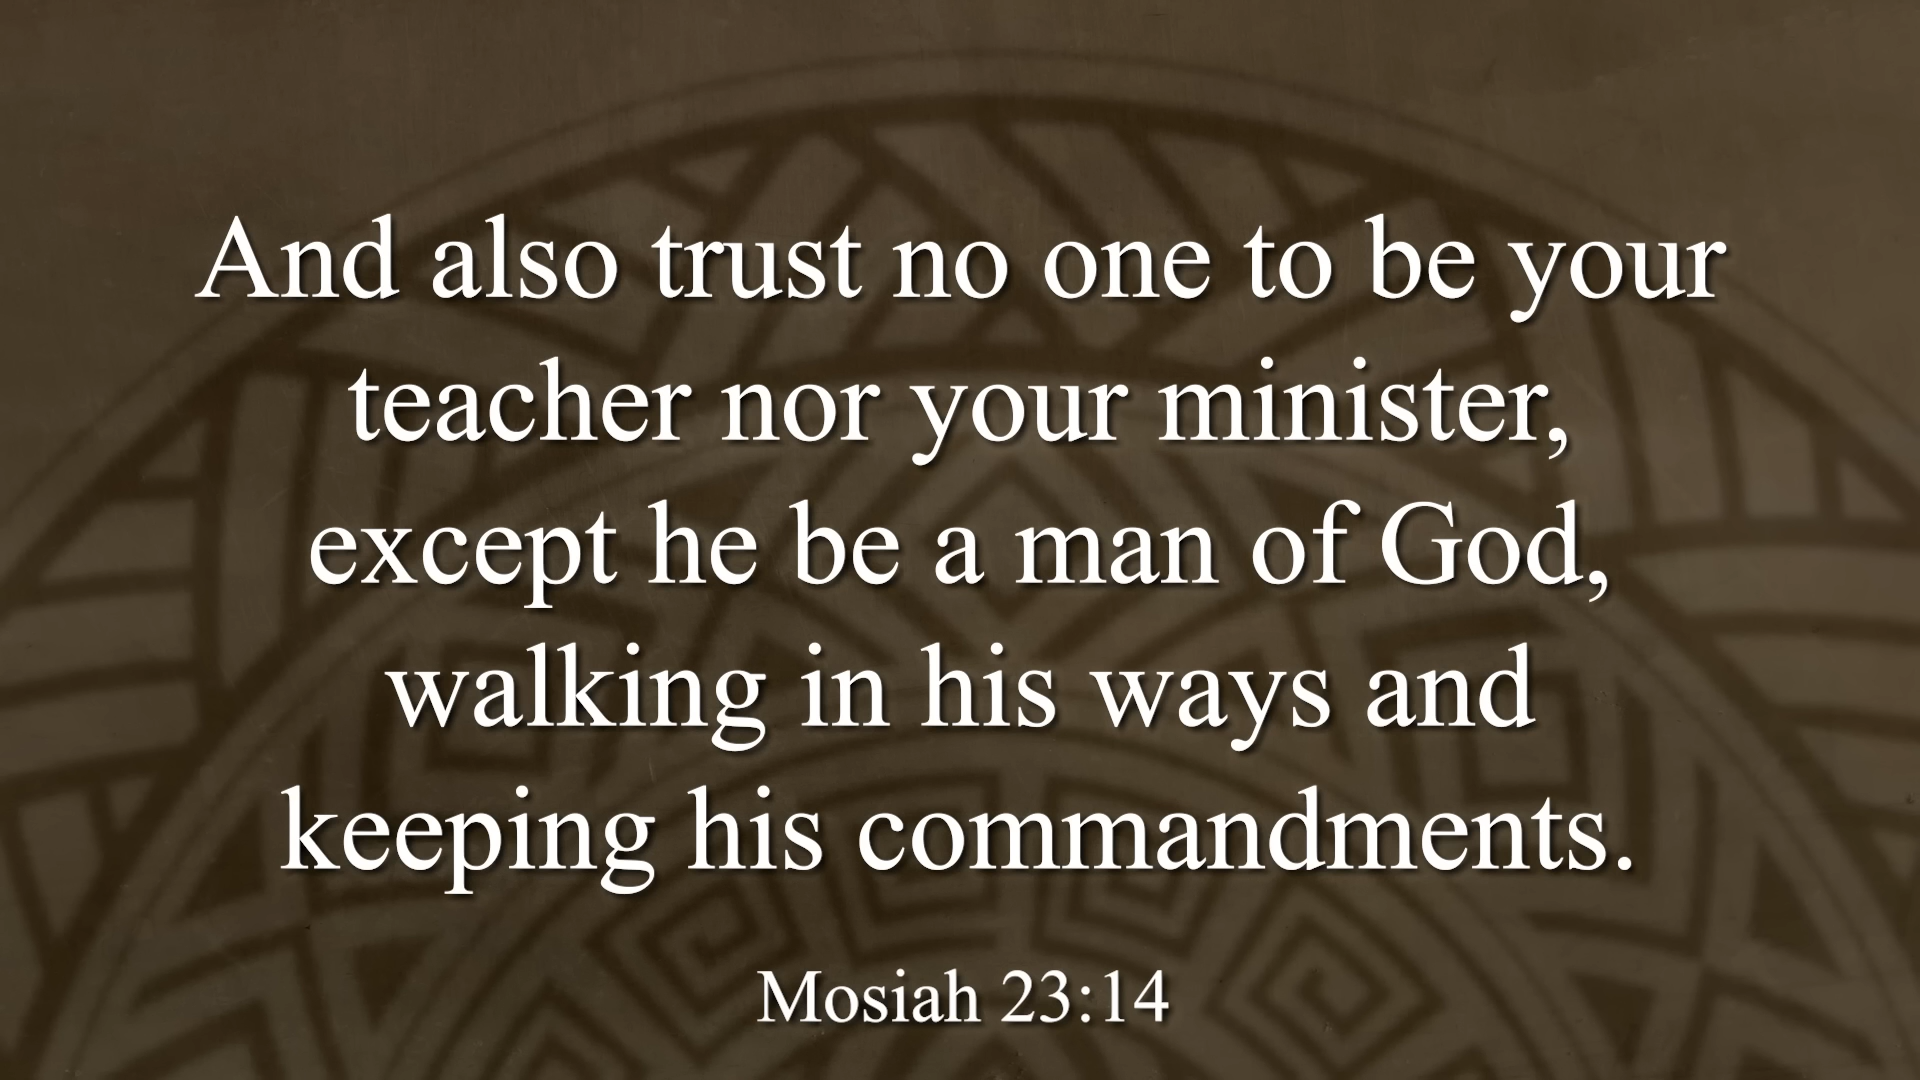 And also trust no one to be your
teacher nor your minister,
except he be a man of God,
walking in his ways and
keeping his commandments.
Mosiah 23:14